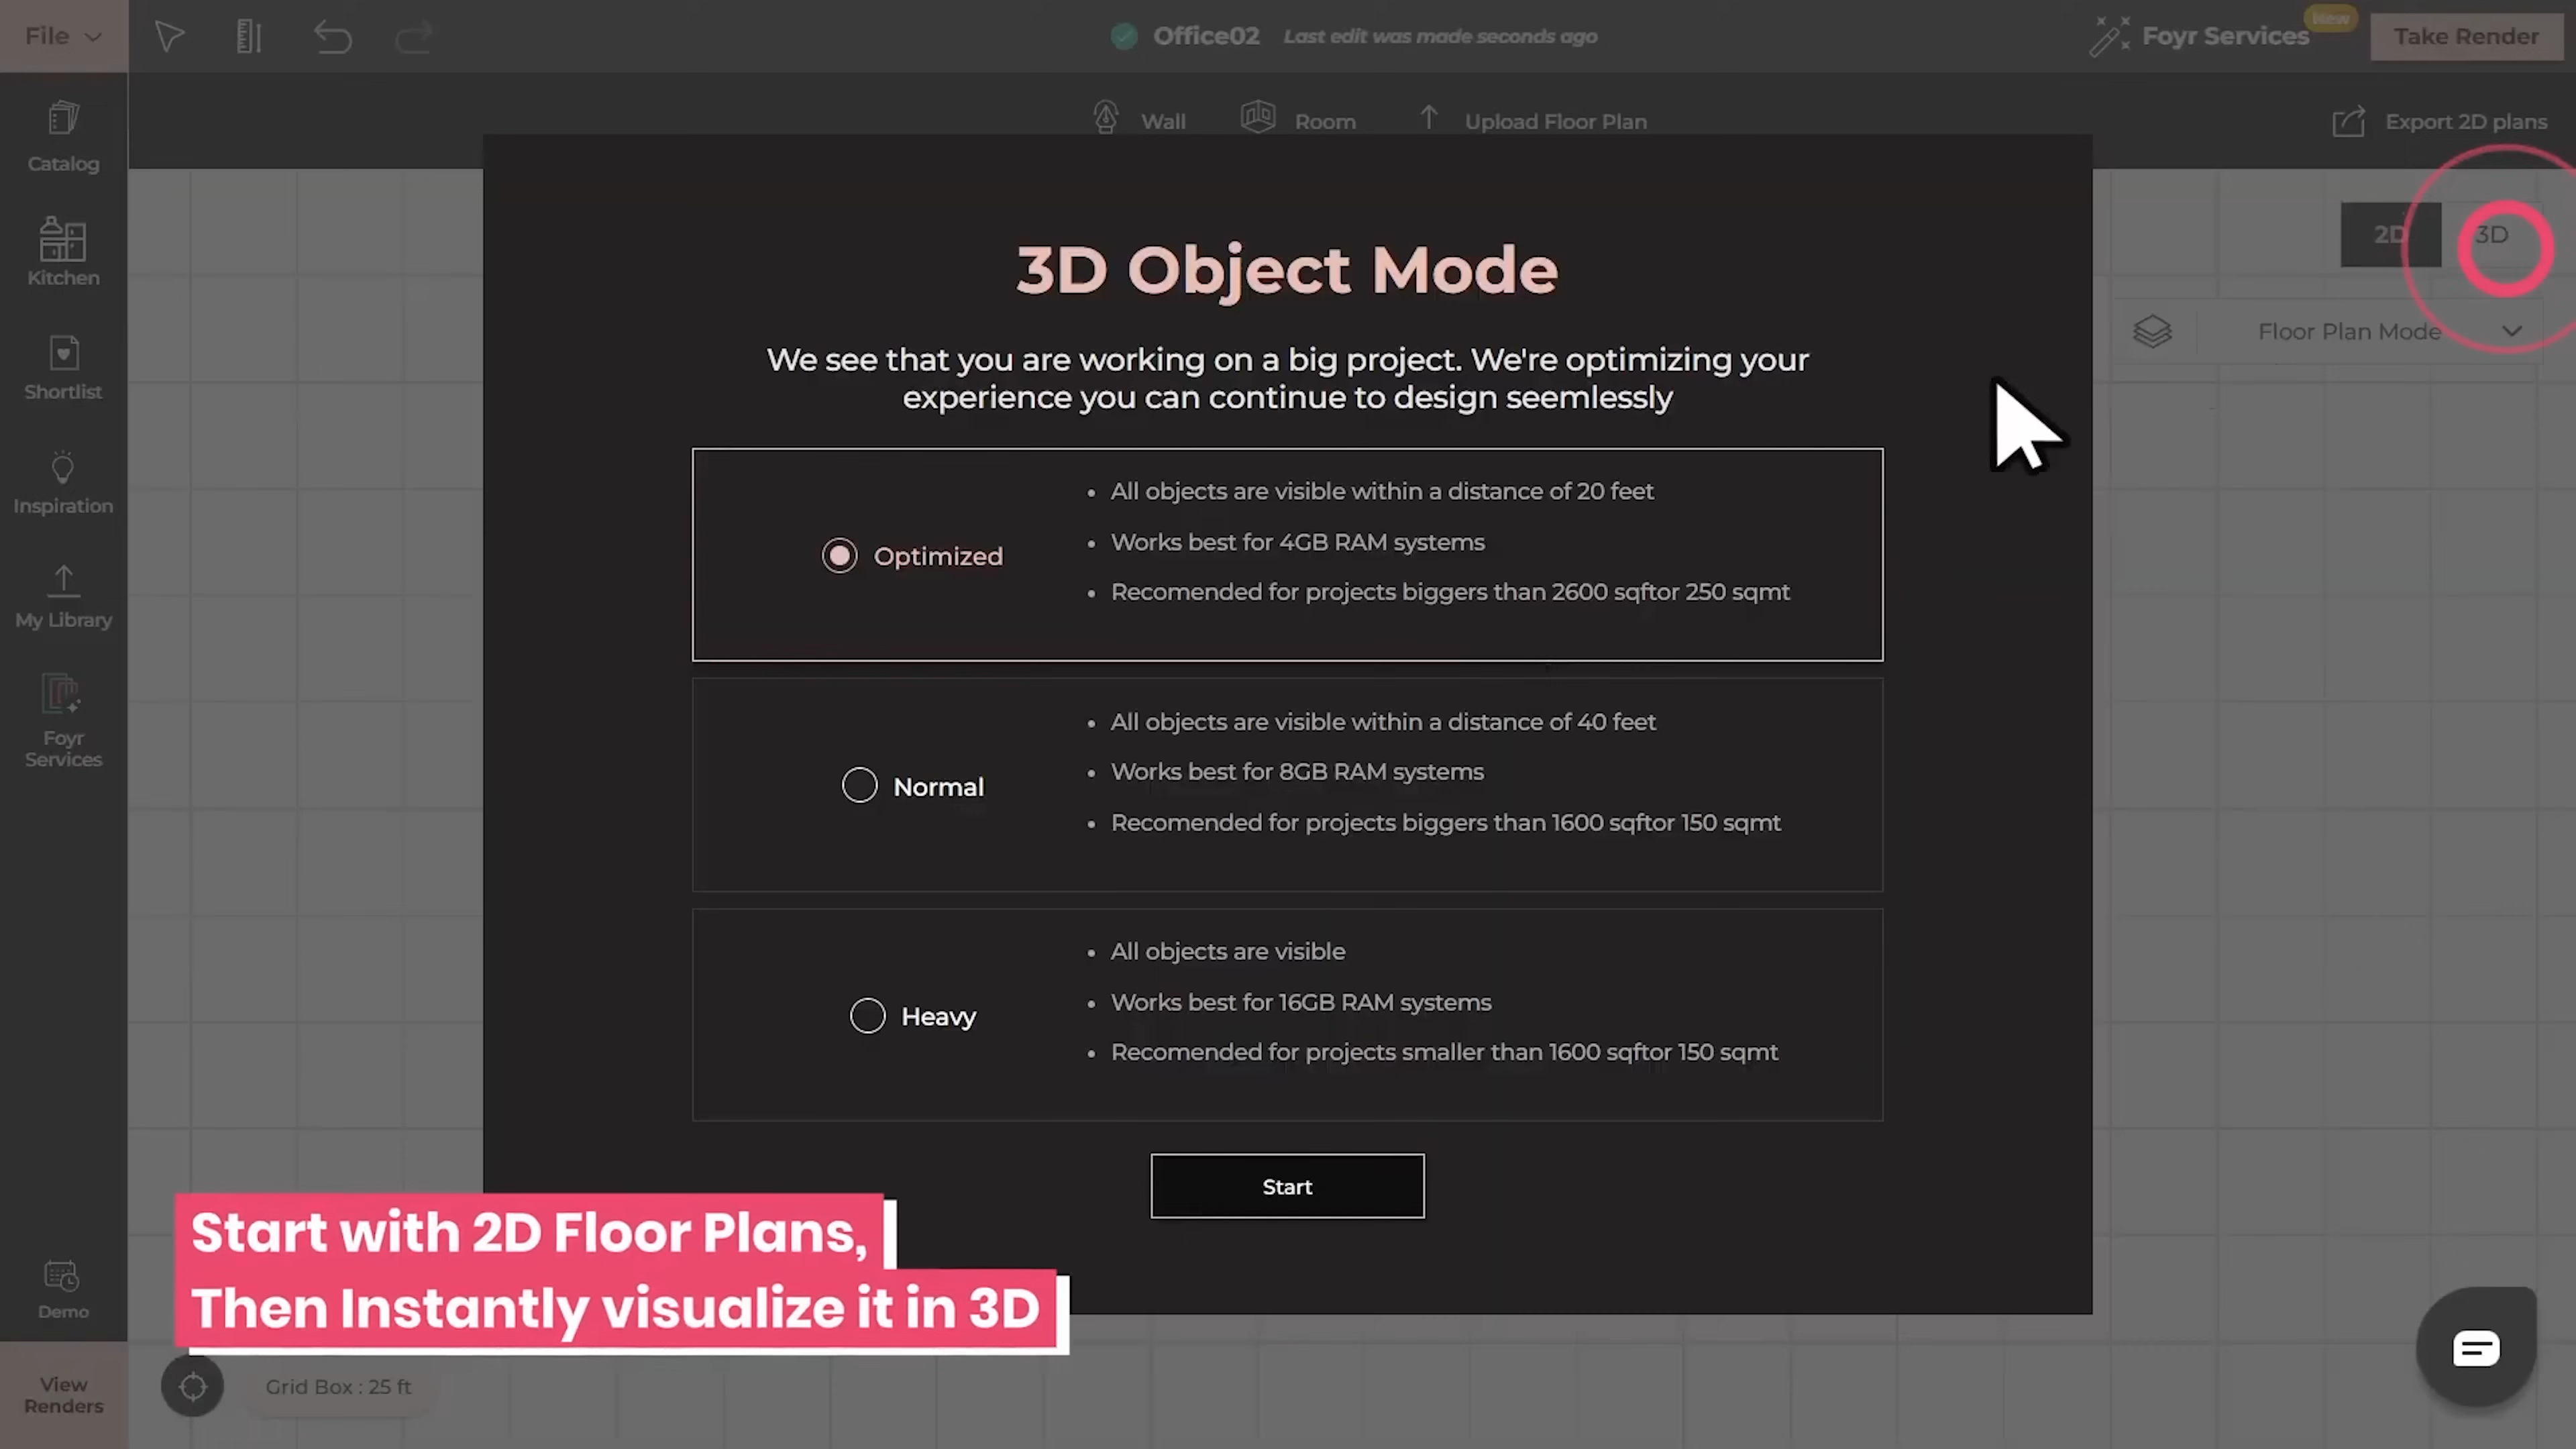 File
Office02
Last edit was made seconds ago
Foyr Services
New
Take Render
Wall
Room
Upload Floor Plan
Export 2D plans
Catalog
Kitchen
Shortlist
Inspiration
My Library
Foyr
Services
Demo
View
Renders
2D
3D
Floor Plan Mode
3D Object Mode
We see that you are working on a big project. We're optimizing your
experience you can continue to design seemlessly
Optimized
• All objects are visible within a distance of 20 feet
• Works best for 4GB RAM systems
• Recomended for projects biggers than 2600 sqftor 250 sqmt
Normal
• All objects are visible within a distance of 40 feet
• Works best for 8GB RAM systems
• Recomended for projects biggers than 1600 sqftor 150 sqmt
Heavy
• All objects are visible
• Works best for 16GB RAM systems
• Recomended for projects smaller than 1600 sqftor 150 sqmt
Start
Start with 2D Floor Plans,
Then Instantly visualize it in 3D
Grid Box : 25 ft